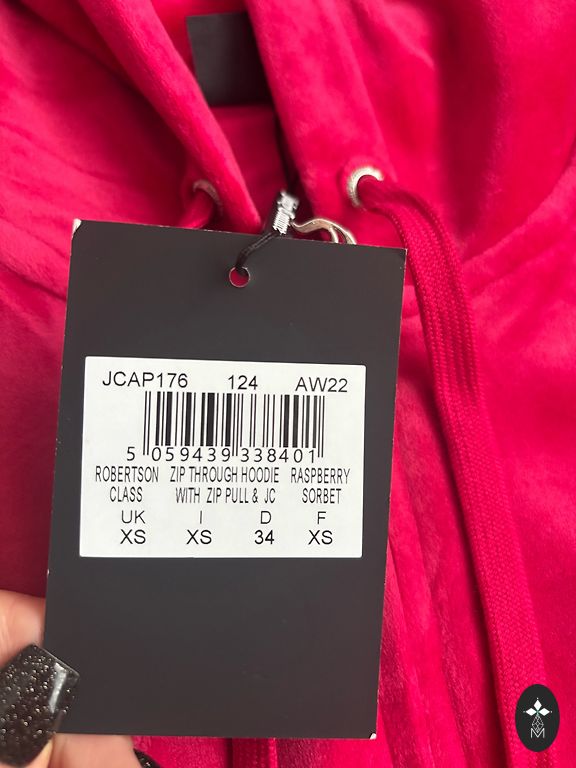 JCAP176 124 AW22
5 059439 338401
ROBERTSON ZIP THROUGH HOODIE RASPBERRY
CLASS WITH ZIP PULL & JC SORBET
UK I D F
XS XS 34 XS
M